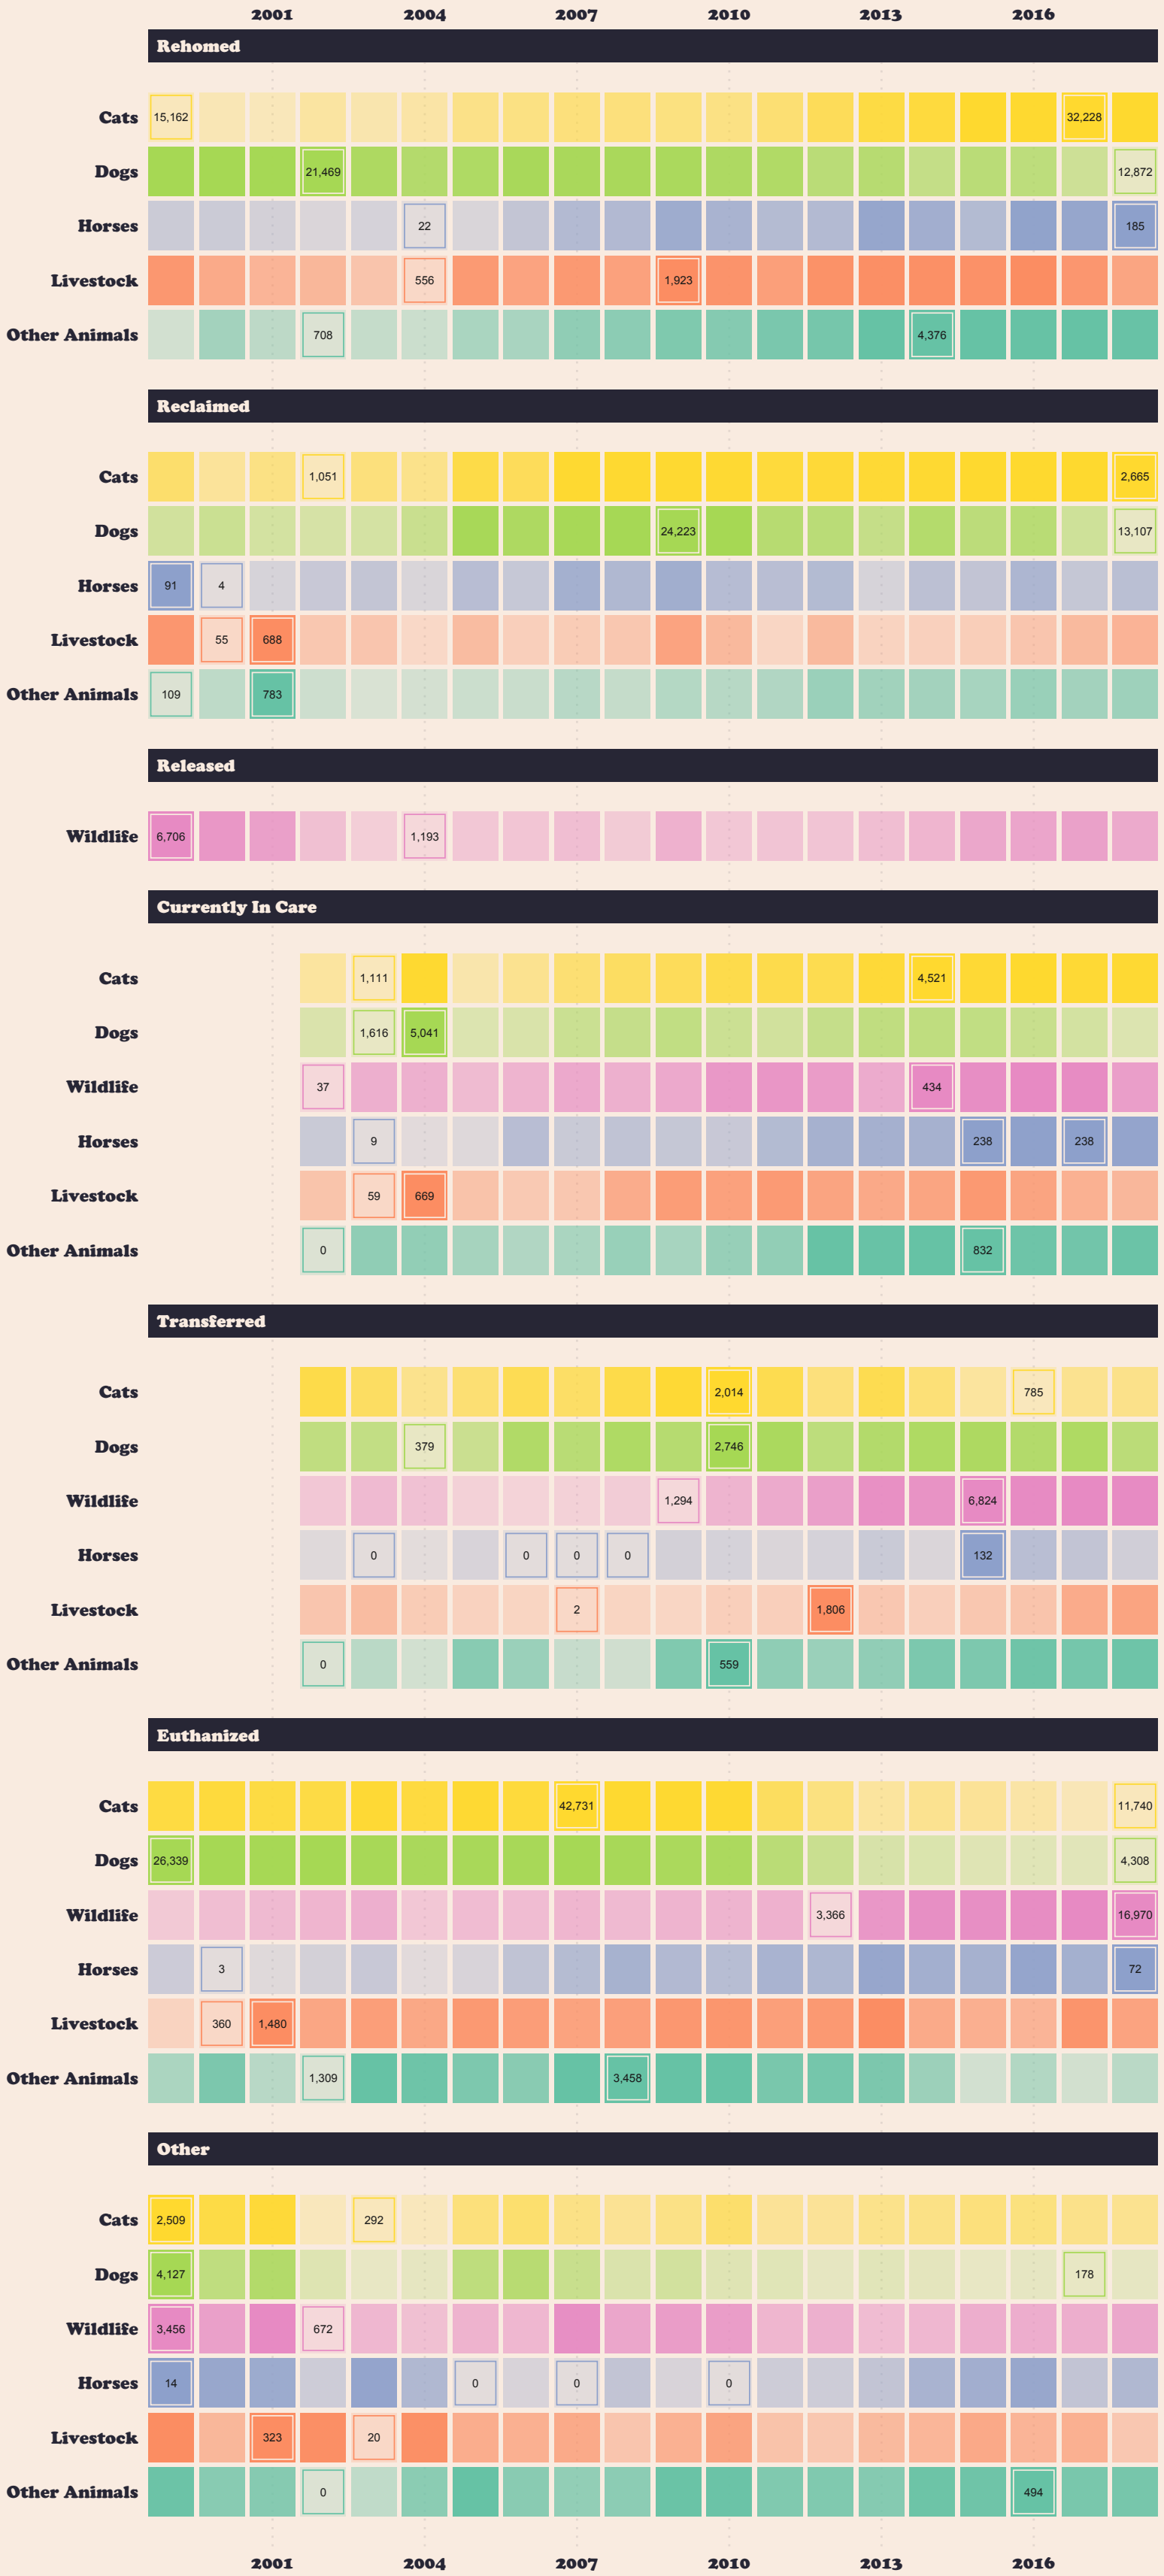 2001 2004 2007 2010 2013 2016
Rehomed
Cats 15,162 32,228
Dogs 21,469 12,872
Horses 22 185
Livestock 556 1,923
Other Animals 708 4,376
Reclaimed
Cats 1,051 2,665
Dogs 24,223 13,107
Horses 91 4
Livestock 55 688
Other Animals 109 783
Released
Wildlife 6,706 1,193
Currently In Care
Cats 1,111 4,521
Dogs 1,616 5,041
Wildlife 37 434
Horses 9 238 238
Livestock 59 669
Other Animals 0 832
Transferred
Cats 2,014 785
Dogs 379 2,746
Wildlife 1,294 6,824
Horses 0 0 0 0 132
Livestock 2 1,806
Other Animals 0 559
Euthanized
Cats 42,731 11,740
Dogs 26,339 4,308
Wildlife 3,366 16,970
Horses 3 72
Livestock 360 1,480
Other Animals 1,309 3,458
Other
Cats 2,509 292
Dogs 4,127 178
Wildlife 3,456 672
Horses 14 0 0 0
Livestock 323 20
Other Animals 0 494
2001 2004 2007 2010 2013 2016